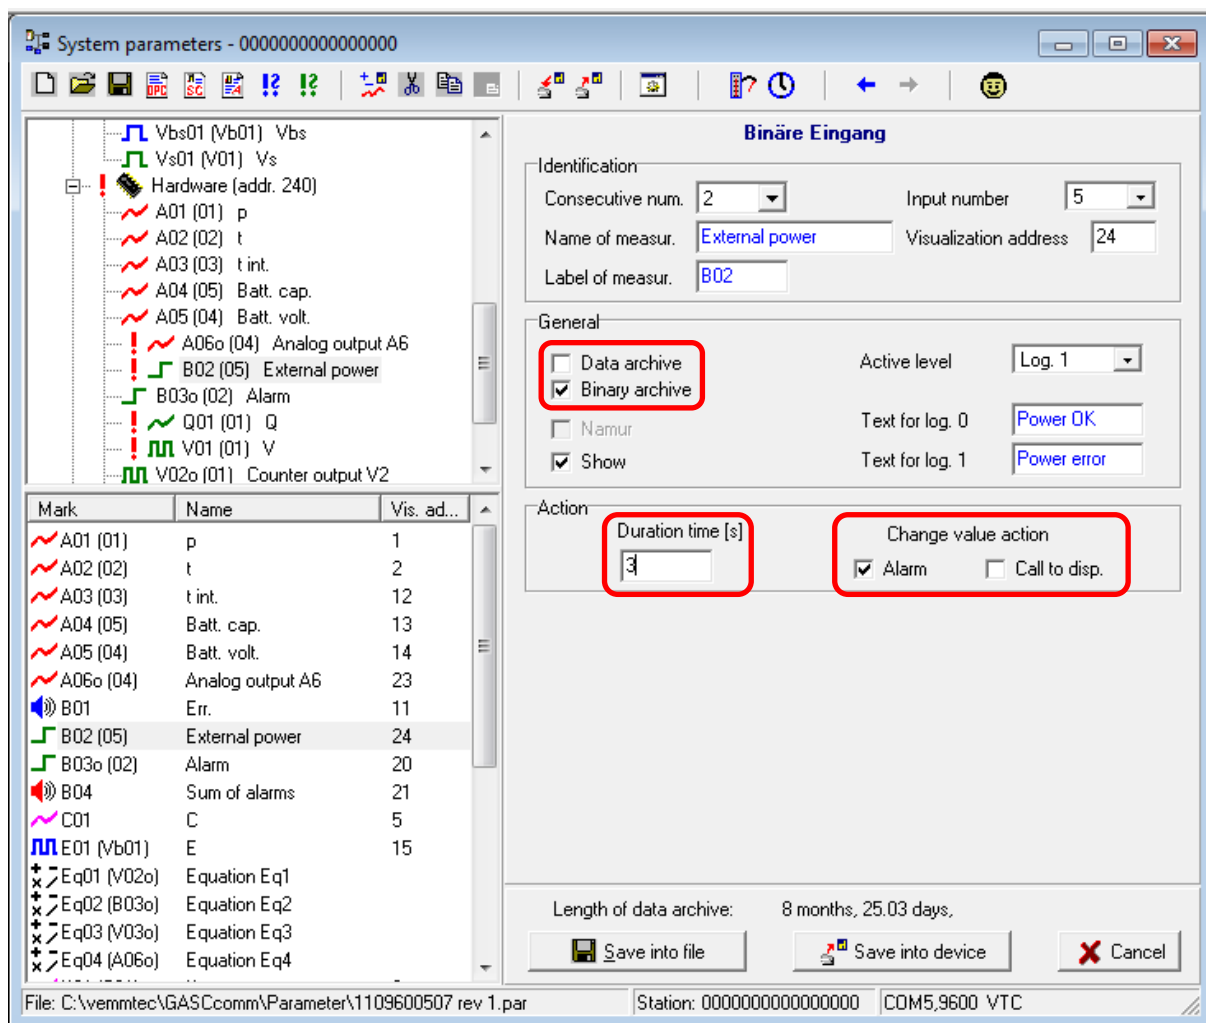 System parameters - 0000000000000000
Vbs01 (Vb01) Vbs
Vs01 (V01) Vs
Hardware (addr. 240)
A01 (01) p
A02 (02) t
A03 (03) t int.
A04 (05) Batt. cap.
A05 (04) Batt. volt.
A06o (04) Analog output A6
B02 (05) External power
B03o (02) Alarm
Q01 (01) Q
V01 (01) V
V02o (01) Counter output V2
Mark Name Vis. ad...
A01 (01) p 1
A02 (02) t 2
A03 (03) t int. 12
A04 (05) Batt. cap. 13
A05 (04) Batt. volt. 14
A06o (04) Analog output A6 23
B01 Err. 11
B02 (05) External power 24
B03o (02) Alarm 20
B04 Sum of alarms 21
C01 C 5
E01 (Vb01) E 15
Eq01 (V02o) Equation Eq1
Eq02 (B03o) Equation Eq2
Eq03 (V03o) Equation Eq3
Eq04 (A06o) Equation Eq4
Binäre Eingang
Identification
Consecutive num. 2 Input number 5
Name of measur. External power Visualization address 24
Label of measur. B02
General
Data archive Active level Log. 1
Binary archive
Namur Text for log. 0 Power OK
Show Text for log. 1 Power error
Action
Duration time [s] Change value action
3 Alarm Call to disp.
Length of data archive: 8 months, 25.03 days,
Save into file Save into device Cancel
File: C:\vemmtec\GASCcomm\Parameter\1109600507 rev 1.par Station: 0000000000000000 COM5,9600 VTC